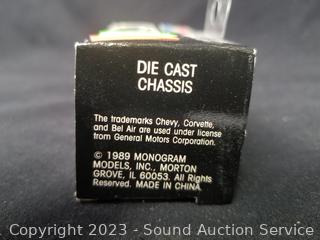 DIE CAST
CHASSIS
The trademarks Chevy, Corvette,
and Bel Air are used under license
from General Motors Corporation.
© 1989 MONOGRAM
MODELS, INC., MORTON
GROVE, IL 60053. All Rights
Reserved. MADE IN CHINA.
Copyright 2023 - Sound Auction Service